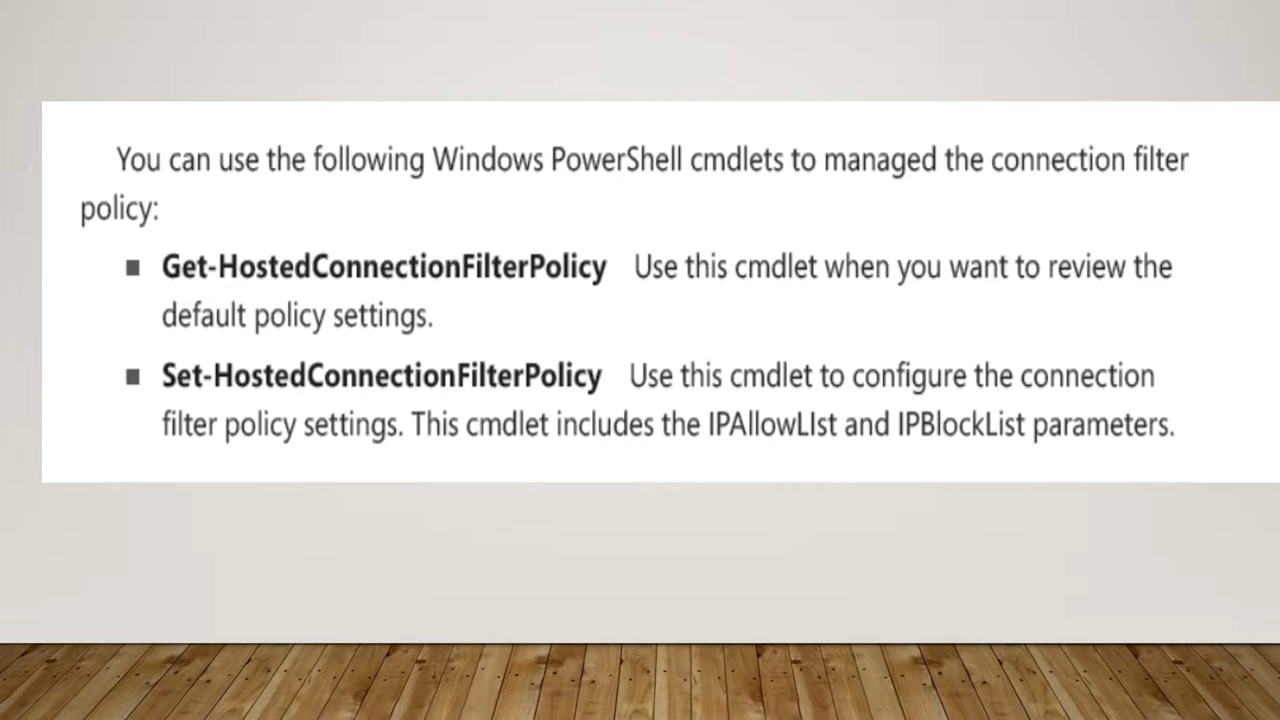 You can use the following Windows PowerShell cmdlets to managed the connection filter
policy:
■ Get-HostedConnectionFilterPolicy Use this cmdlet when you want to review the
default policy settings.
■ Set-HostedConnectionFilterPolicy Use this cmdlet to configure the connection
filter policy settings. This cmdlet includes the IPAllowLIst and IPBlockList parameters.